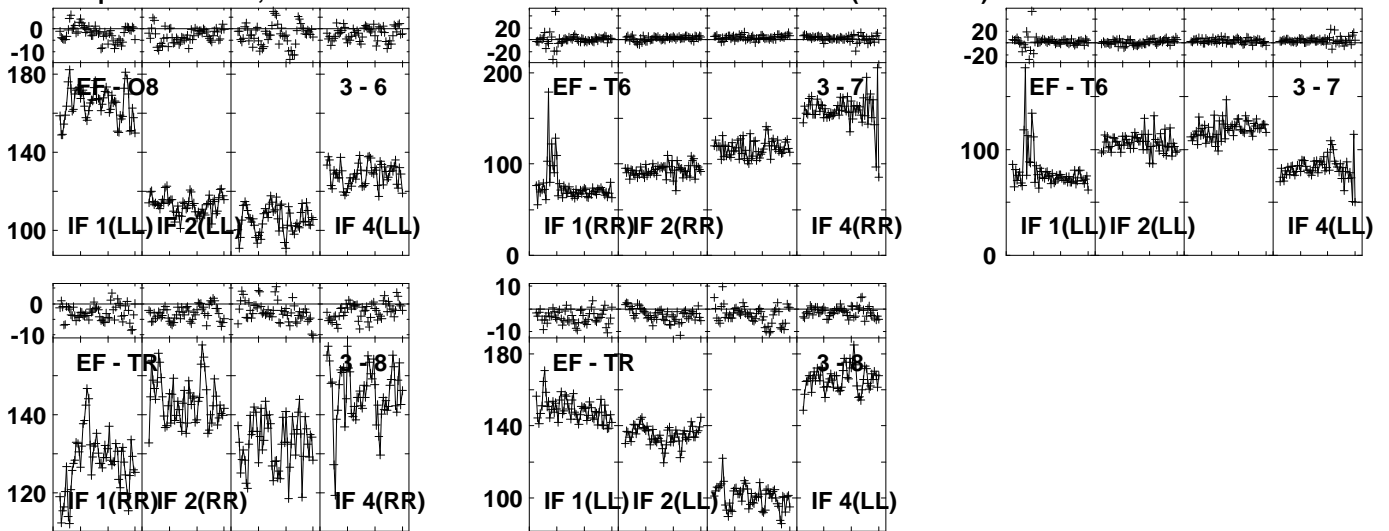 0
-10
180
EF - O8
3 - 6
140
100
IF 1(LL)
IF 2(LL)
IF 4(LL)
20
-20
200
EF - T6
3 - 7
100
0
IF 1(RR)
IF 2(RR)
IF 4(RR)
20
-20
EF - T6
3 - 7
100
0
IF 1(LL)
IF 2(LL)
IF 4(LL)
0
-10
EF - TR
3 - 8
140
120
IF 1(RR)
IF 2(RR)
IF 4(RR)
10
0
-10
180
EF - TR
3 - 8
140
100
IF 1(LL)
IF 2(LL)
IF 4(LL)